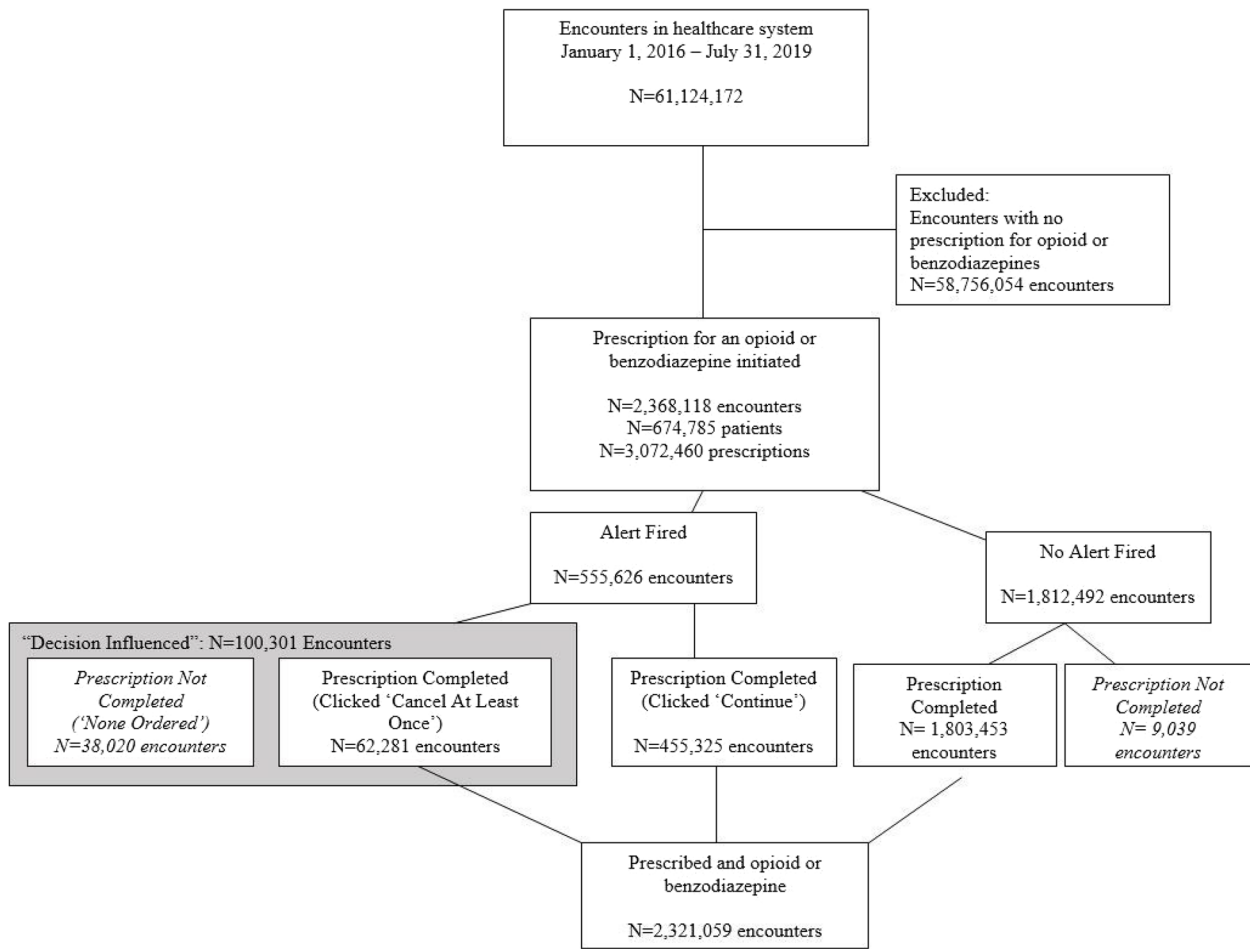 Encounters in healthcare system
January 1, 2016 – July 31, 2019
N=61,124,172
Excluded:
Encounters with no
prescription for opioid or
benzodiazepines
N=58,756,054 encounters
Prescription for an opioid or
benzodiazepine initiated
N=2,368,118 encounters
N=674,785 patients
N=3,072,460 prescriptions
Alert Fired
N=555,626 encounters
No Alert Fired
N=1,812,492 encounters
“Decision Influenced”: N=100,301 Encounters
Prescription Not
Completed
(‘None Ordered’)
N=38,020 encounters
Prescription Completed
(Clicked ‘Cancel At Least
Once’)
N=62,281 encounters
Prescription Completed
(Clicked ‘Continue’)
N=455,325 encounters
Prescription
Completed
N= 1,803,453
encounters
Prescription Not
Completed
N= 9,039
encounters
Prescribed and opioid or
benzodiazepine
N=2,321,059 encounters